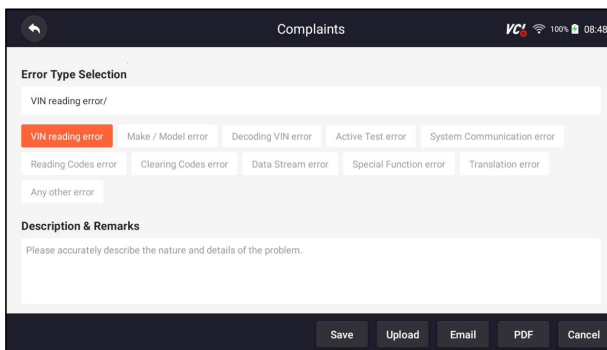 Complaints
VCI 100% 08:48
Error Type Selection
VIN reading error/
VIN reading error Make / Model error Decoding VIN error Active Test error System Communication error
Reading Codes error Clearing Codes error Data Stream error Special Function error Translation error
Any other error
Description & Remarks
Please accurately describe the nature and details of the problem.
Save Upload Email PDF Cancel